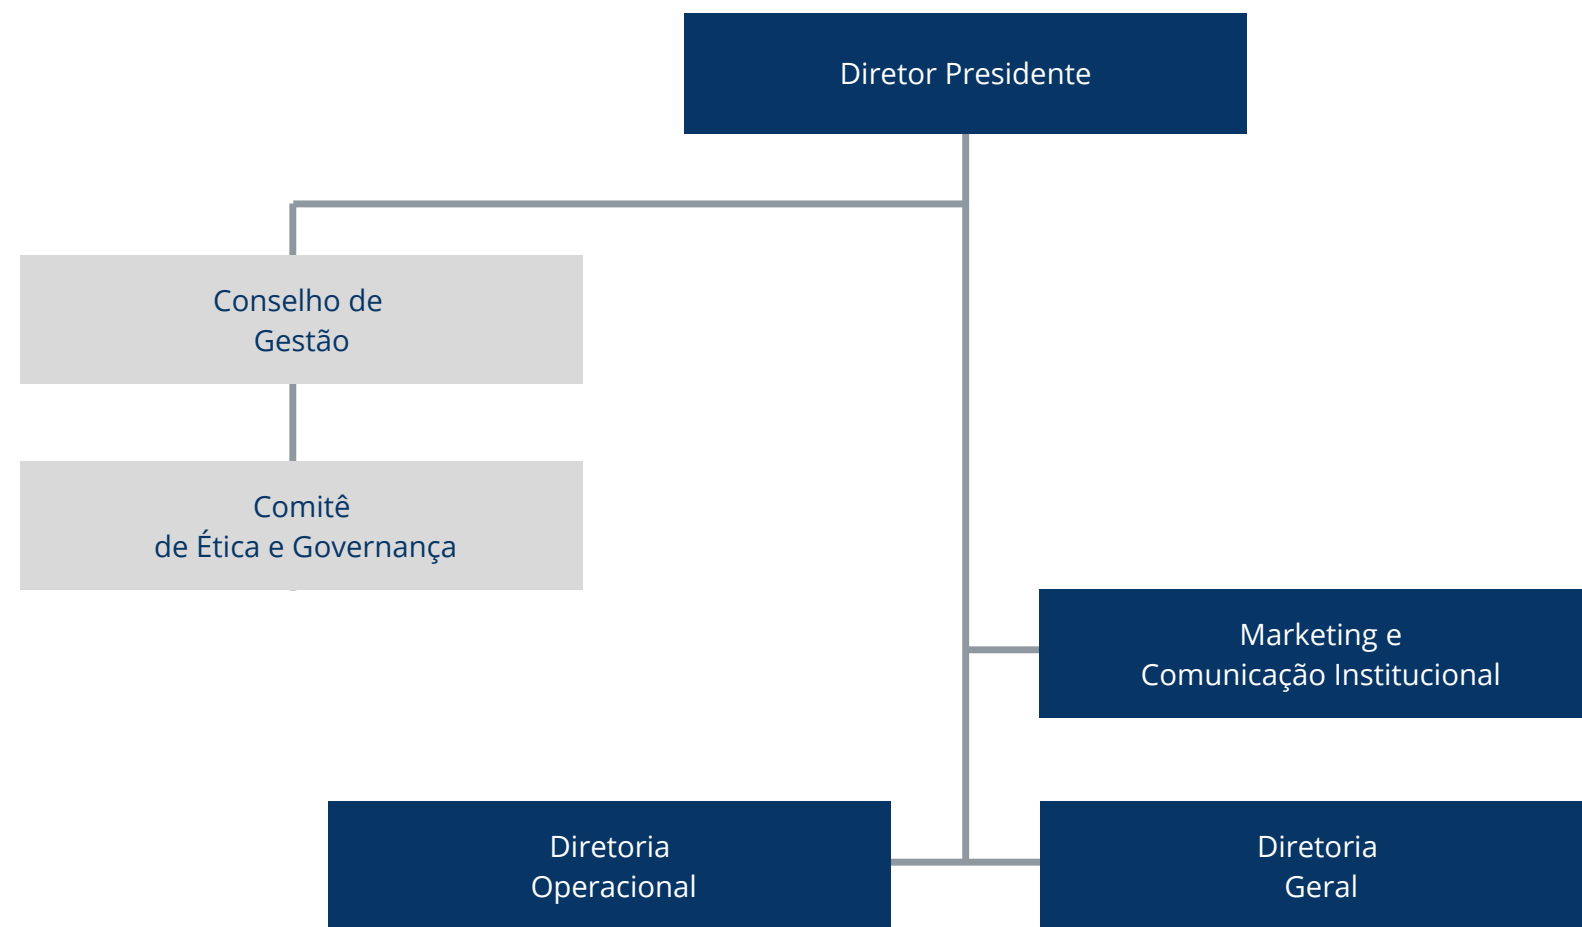 Diretor Presidente
Conselho de
Gestão
Comitê
de Ética e Governança
Marketing e
Comunicação Institucional
Diretoria
Operacional
Diretoria
Geral